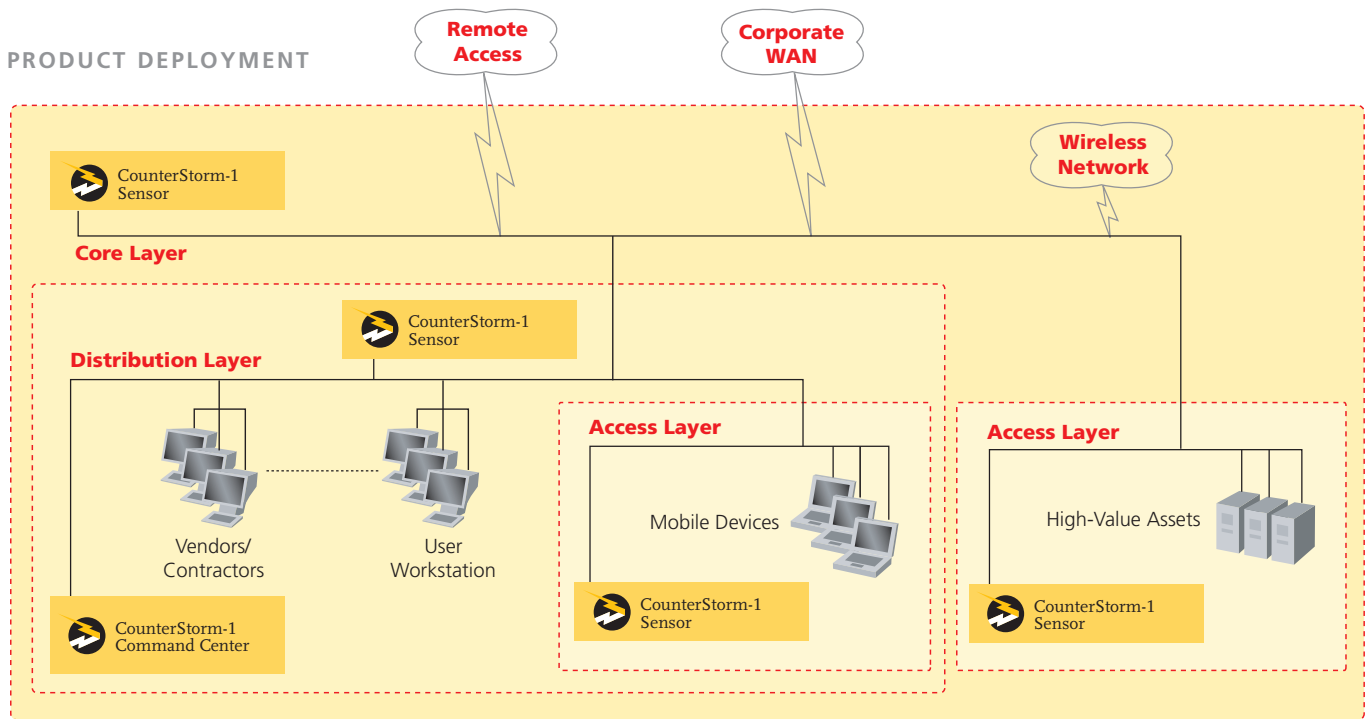 PRODUCT DEPLOYMENT
Remote
Access
Corporate
WAN
Wireless
Network
CounterStorm-1
Sensor
Core Layer
CounterStorm-1
Sensor
Distribution Layer
Vendors/
Contractors
User
Workstation
CounterStorm-1
Command Center
Access Layer
Mobile Devices
CounterStorm-1
Sensor
Access Layer
High-Value Assets
CounterStorm-1
Sensor